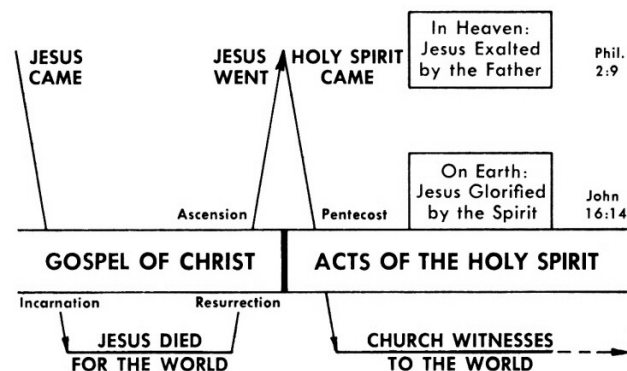 JESUS
CAME
JESUS
WENT
HOLY SPIRIT
CAME
In Heaven:
Jesus Exalted
by the Father
Phil.
2:9
On Earth:
Jesus Glorified
by the Spirit
John
16:14
Ascension
Pentecost
GOSPEL OF CHRIST
ACTS OF THE HOLY SPIRIT
Incarnation
Resurrection
JESUS DIED
FOR THE WORLD
CHURCH WITNESSES
TO THE WORLD